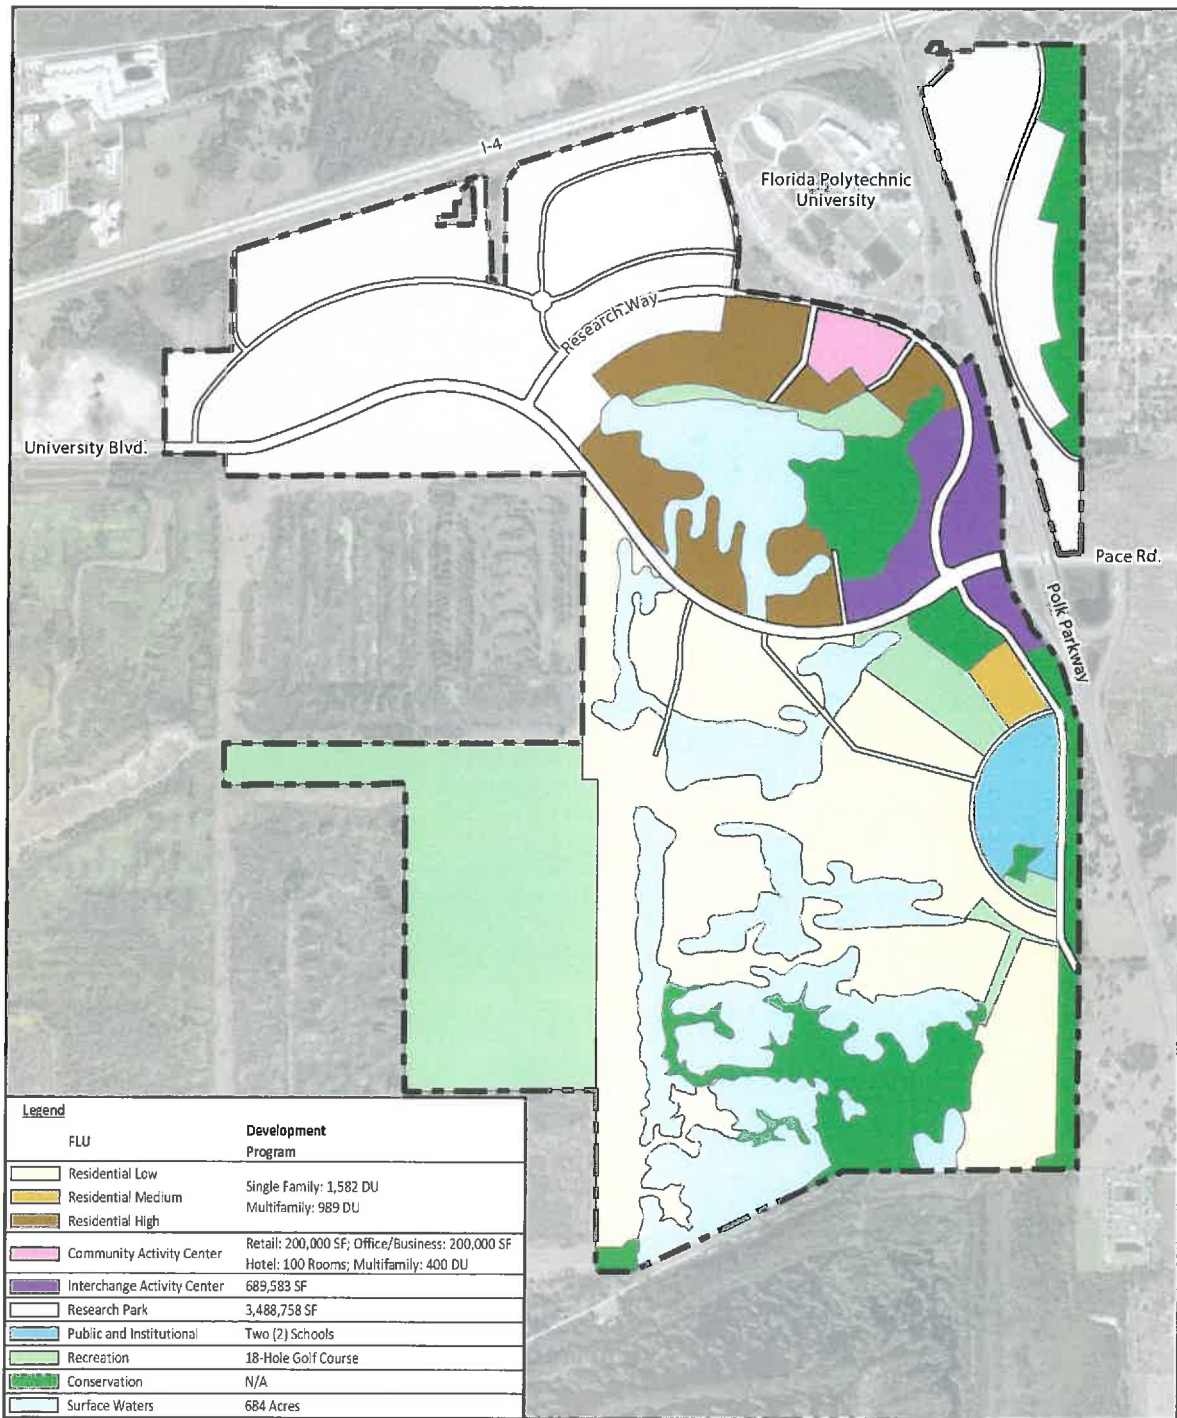 I-4
Florida Polytechnic
University
Research Way
University Blvd.
Pace Rd.
Polk Parkway
Legend
FLU
Development
Program
Residential Low
Residential Medium
Residential High
Single Family: 1,582 DU
Multifamily: 989 DU
Community Activity Center
Retail: 200,000 SF; Office/Business: 200,000 SF
Hotel: 100 Rooms; Multifamily: 400 DU
Interchange Activity Center 689,583 SF
Research Park 3,488,758 SF
Public and Institutional Two (2) Schools
Recreation 18-Hole Golf Course
Conservation N/A
Surface Waters 684 Acres